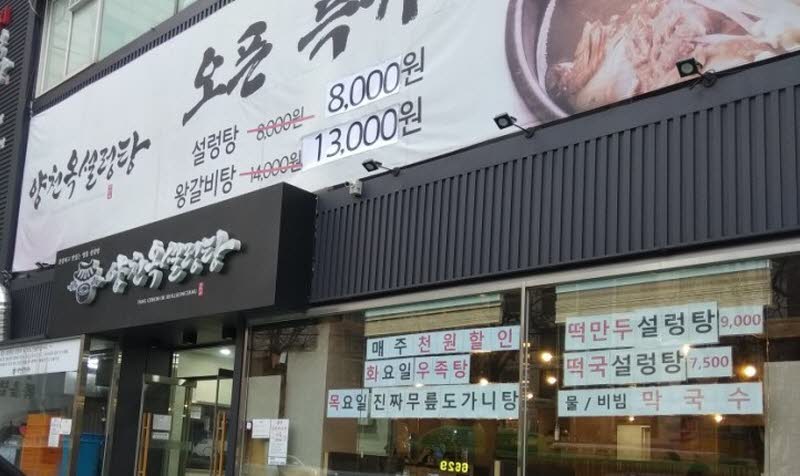 오픈 특가
설렁탕 8,000원 8,000원
왕갈비탕 14,000원 13,000원
양천옥설렁탕
양천옥설렁탕
매주 천원할인
화요일우족탕
목요일진짜무릎도가니탕
떡만두설렁탕 9,000
떡국설렁탕 7,500
물/비빔 막국수
6629